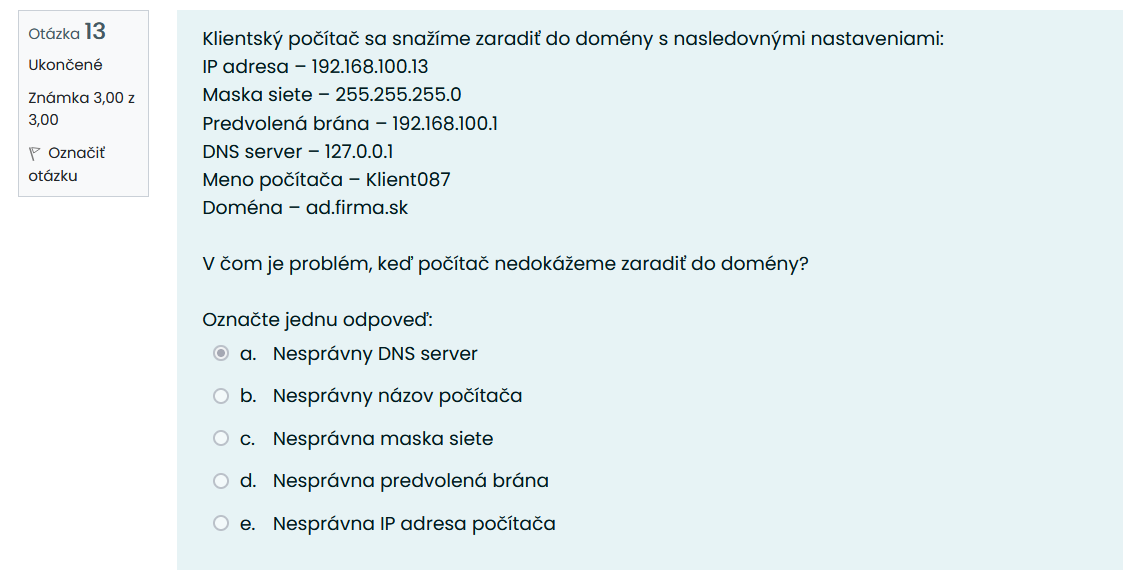 Otázka 13
Ukončené
Známka 3,00 z
3,00
Označiť
otázku
Klientský počítač sa snažíme zaradiť do domény s nasledovnými nastaveniami:
IP adresa – 192.168.100.13
Maska siete – 255.255.255.0
Predvolená brána – 192.168.100.1
DNS server – 127.0.0.1
Meno počítača – Klient087
Doména – ad.firma.sk
V čom je problém, keď počítač nedokážeme zaradiť do domény?
Označte jednu odpoveď:
a. Nesprávny DNS server
b. Nesprávny názov počítača
c. Nesprávna maska siete
d. Nesprávna predvolená brána
e. Nesprávna IP adresa počítača